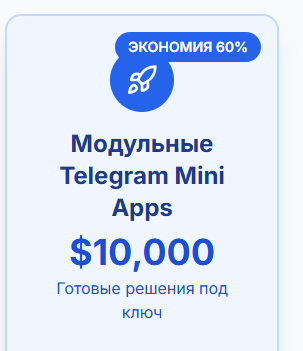 ЭКОНОМИЯ 60%
Модульные
Telegram Mini
Apps
$10,000
Готовые решения под
ключ